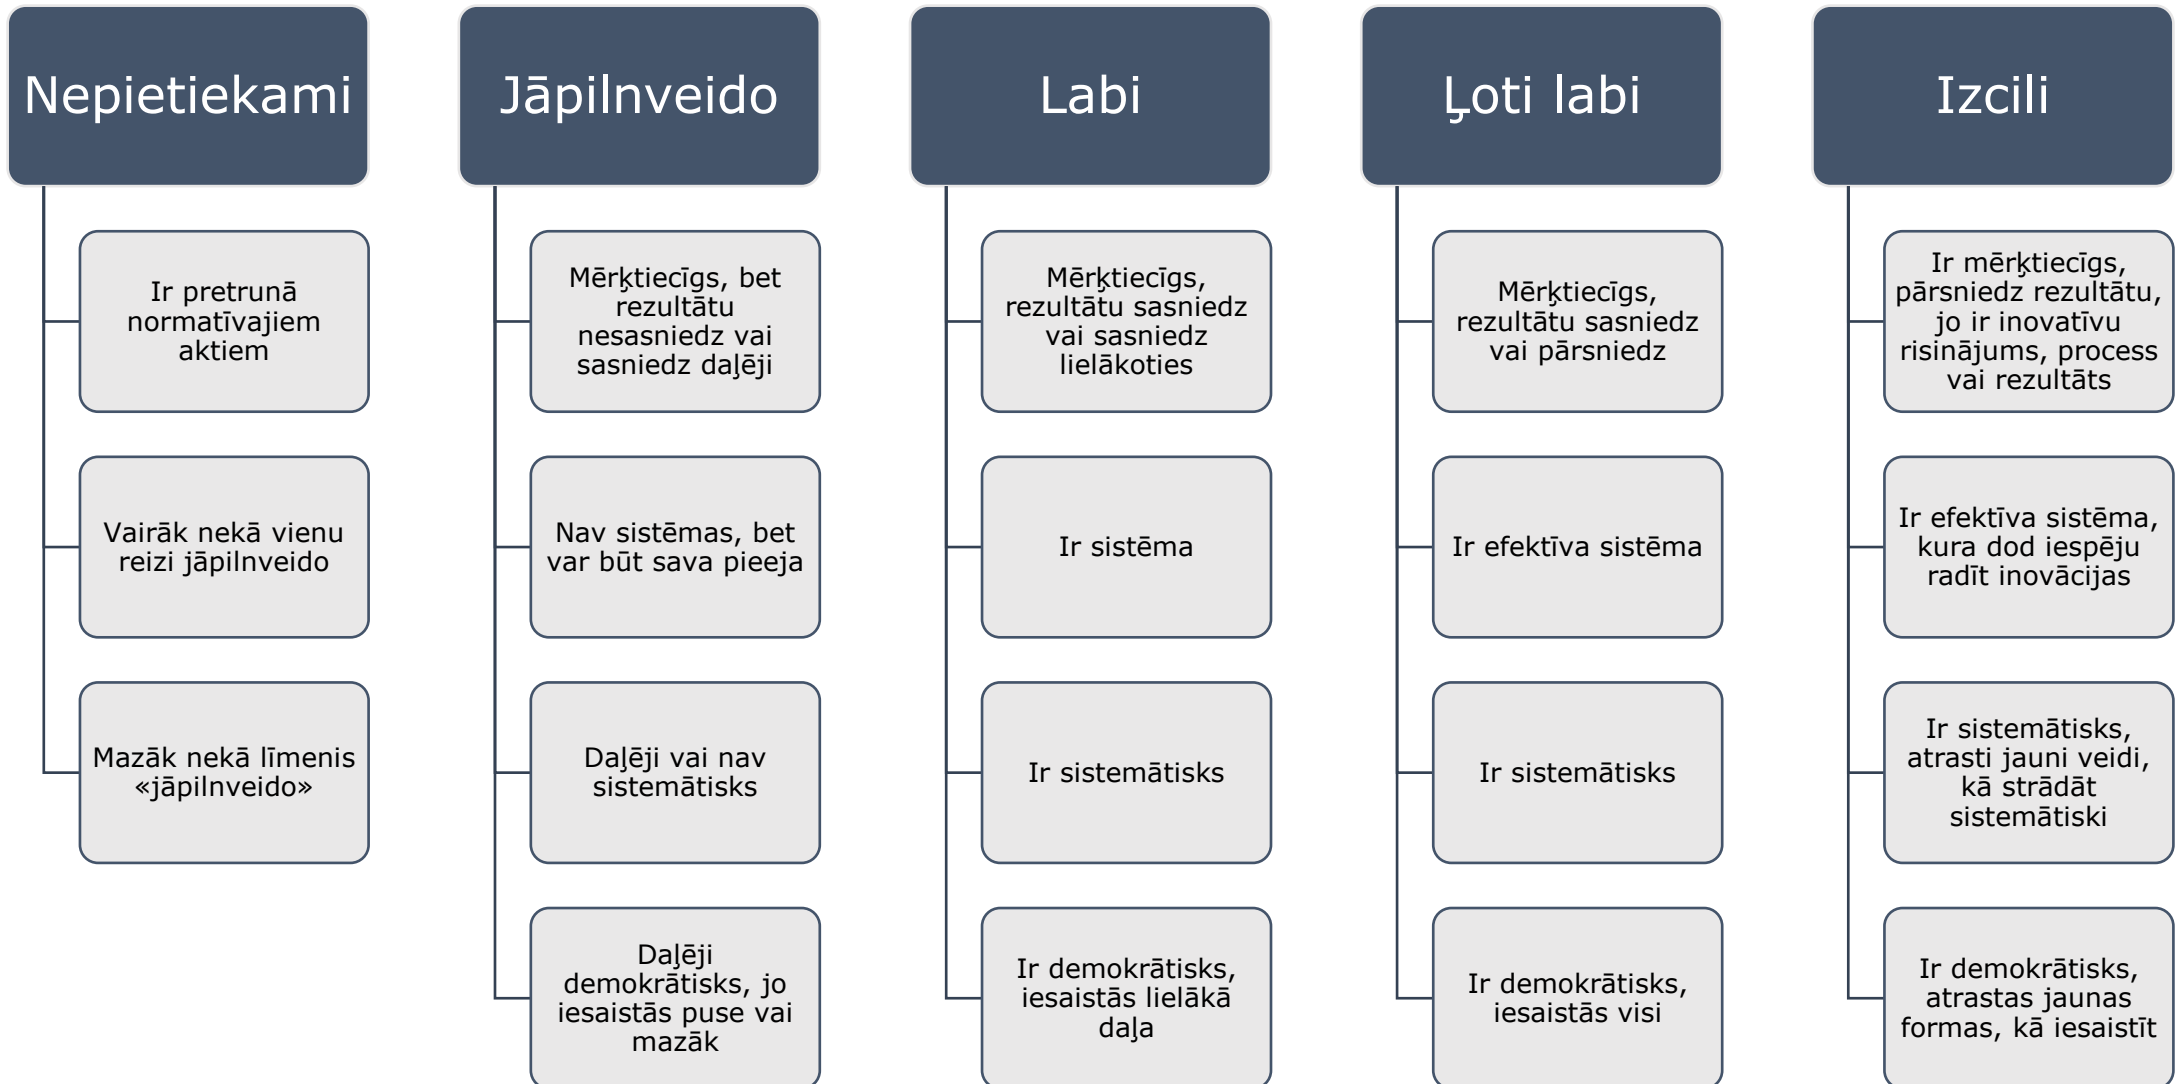 Nepietiekami
Ir pretrunā
normatīvajiem
aktiem
Vairāk nekā vienu
reizi jāpilnveido
Mazāk nekā līmenis
«jāpilnveido»
Jāpilnveido
Mērķtiecīgs, bet
rezultātu
nesasniedz vai
sasniedz daļēji
Nav sistēmas, bet
var būt sava pieeja
Daļēji vai nav
sistemātisks
Daļēji
demokrātisks, jo
iesaistās puse vai
mazāk
Labi
Mērķtiecīgs,
rezultātu sasniedz
vai sasniedz
lielākoties
Ir sistēma
Ir sistemātisks
Ir demokrātisks,
iesaistās lielākā
daļa
Ļoti labi
Mērķtiecīgs,
rezultātu sasniedz
vai pārsniedz
Ir efektīva sistēma
Ir sistemātisks
Ir demokrātisks,
iesaistās visi
Izcili
Ir mērķtiecīgs,
pārsniedz rezultātu,
jo ir inovatīvu
risinājums, process
vai rezultāts
Ir efektīva sistēma,
kura dod iespēju
radīt inovācijas
Ir sistemātisks,
atrasti jauni veidi,
kā strādāt
sistemātiski
Ir demokrātisks,
atrastas jaunas
formas, kā iesaistīt